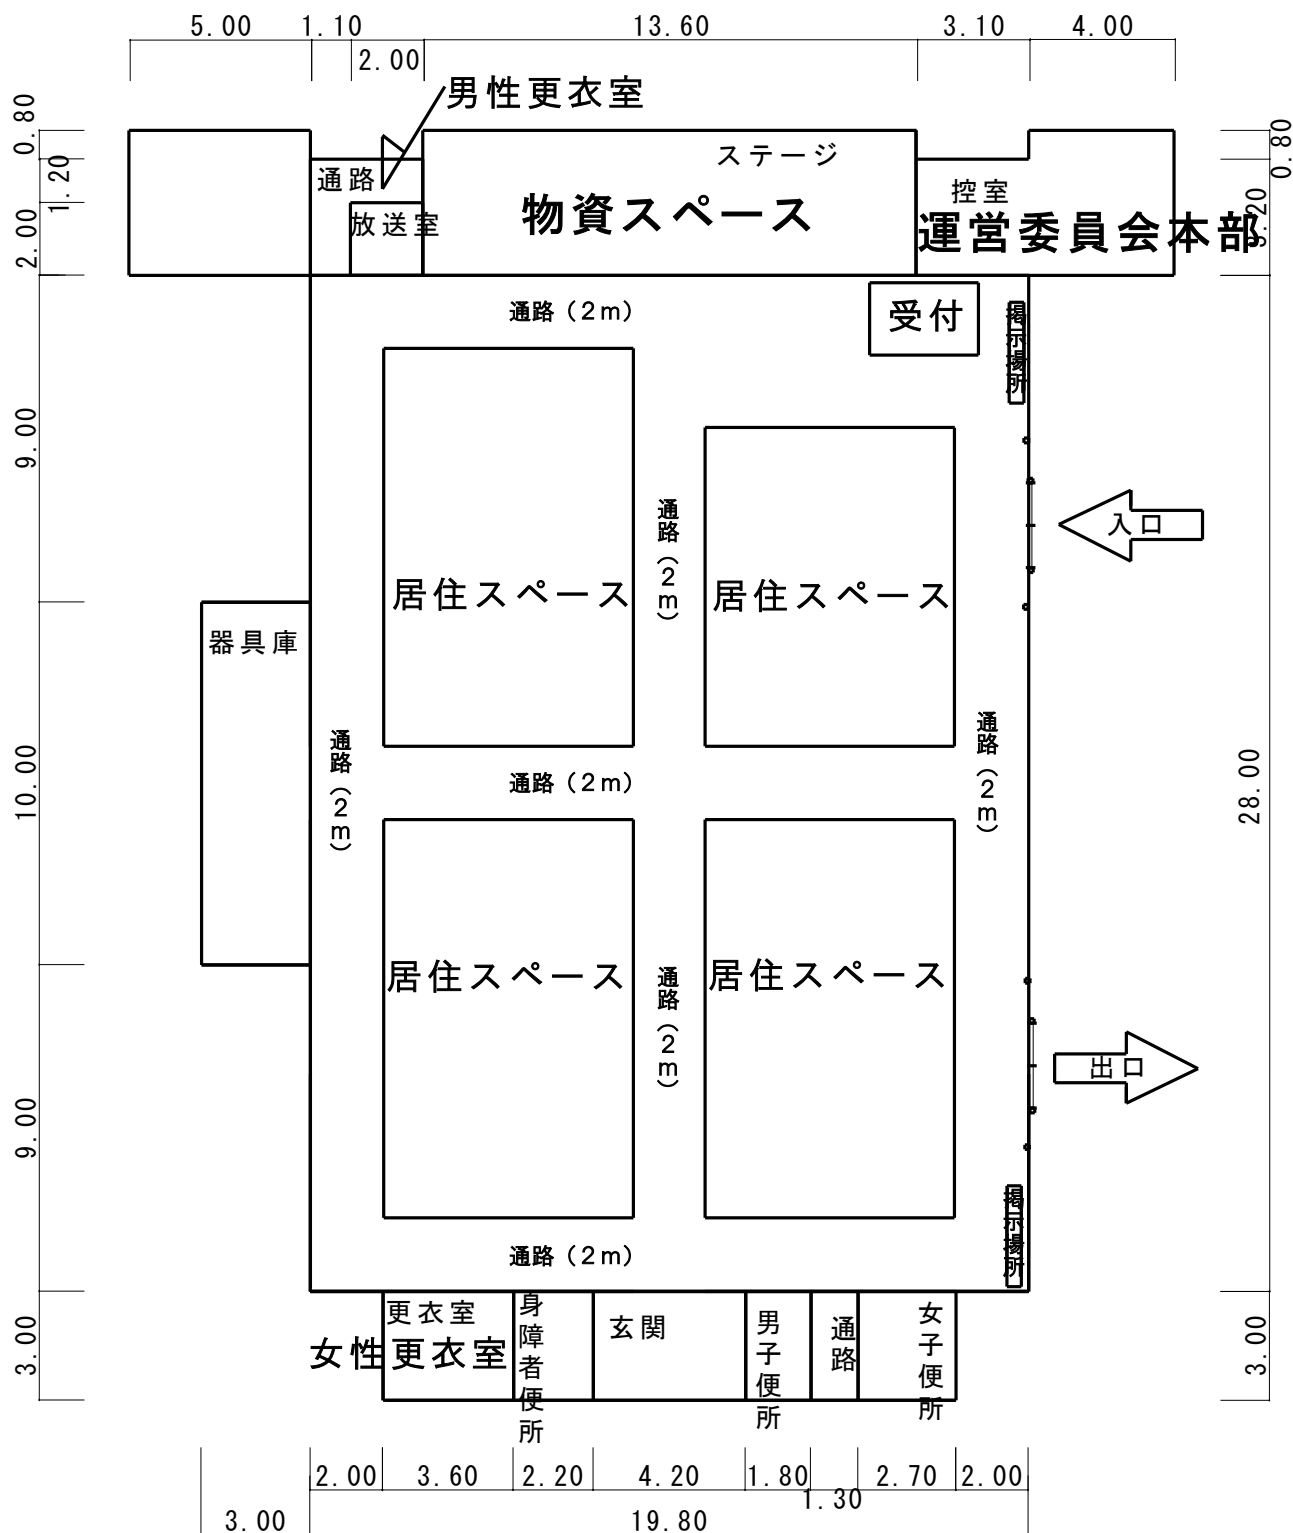 5.00
1.10
13.60
3.10
4.00
2.00
男性更衣室
0.80
1.20
2.00
ステージ
通路
放送室
物資スペース
控室
運営委員会本部
0.80
通路（2m）
受付
掲示場所
9.00
通路（2m）
入口
居住スペース
居住スペース
器具庫
10.00
通路（2m）
通路（2m）
通路（2m）
28.00
居住スペース
居住スペース
通路（2m）
出口
9.00
掲示場所
通路（2m）
3.00
更衣室
女性更衣室
身障者便所
玄関
男子便所
通路
女子便所
3.00
2.00
3.60
2.20
4.20
1.80
1.30
2.70
2.00
3.00
19.80